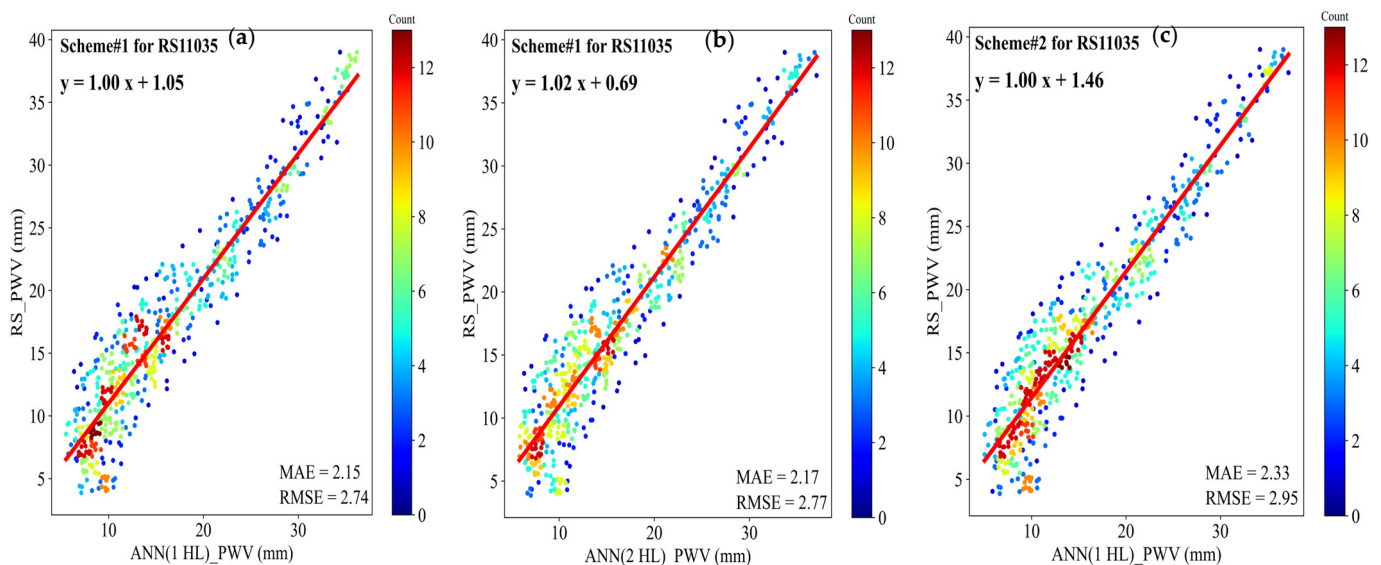 Count
(a)
Scheme#1 for RS11035
y = 1.00 x + 1.05
MAE = 2.15
RMSE = 2.74
RS_PWV (mm)
40
35
30
25
20
15
10
5
10 20 30
ANN(1 HL)_PWV (mm)
12
10
8
6
4
2
0
Count
(b)
Scheme#1 for RS11035
y = 1.02 x + 0.69
MAE = 2.17
RMSE = 2.77
RS_PWV (mm)
40
35
30
25
20
15
10
5
10 20 30
ANN(2 HL)_PWV (mm)
12
10
8
6
4
2
0
Count
(c)
Scheme#2 for RS11035
y = 1.00 x + 1.46
MAE = 2.33
RMSE = 2.95
RS_PWV (mm)
40
35
30
25
20
15
10
5
10 20 30
ANN(1 HL)_PWV (mm)
12
10
8
6
4
2
0